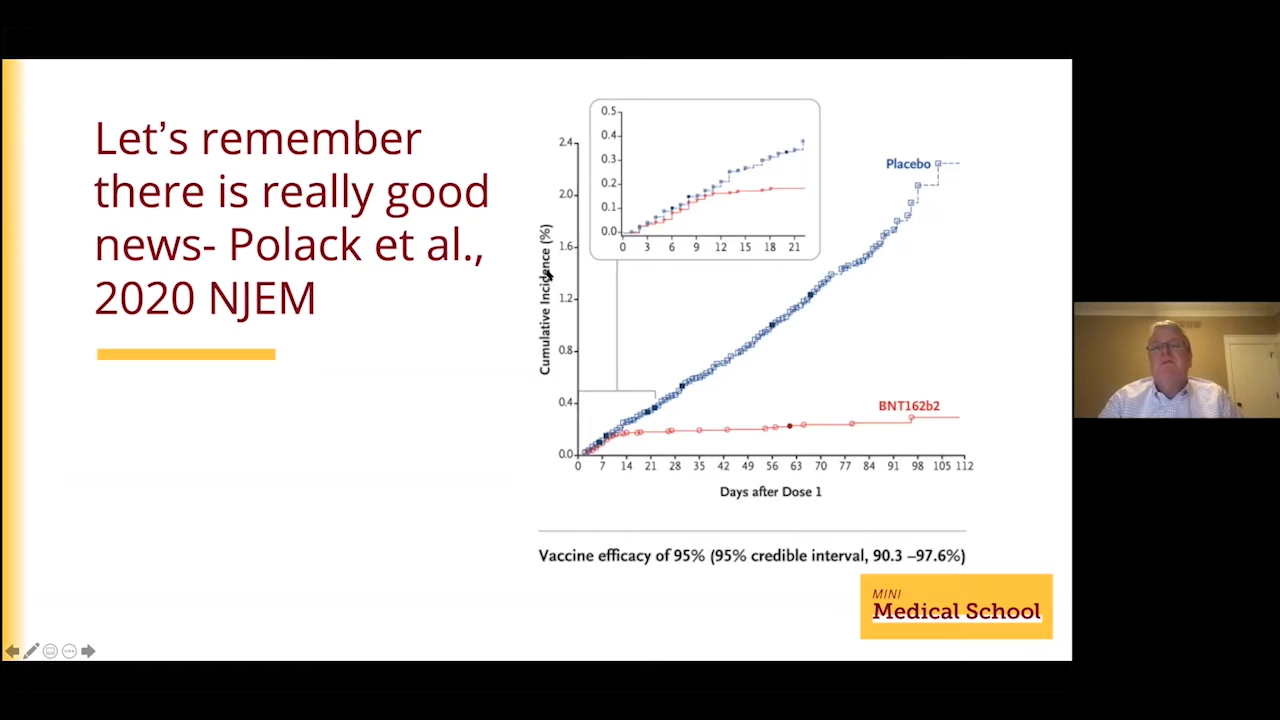 Let's remember
there is really good
news- Polack et al.,
2020 NJEM
0.5
0.4
0.3
0.2
0.1
0.0
0 3 6 9 12 15 18 21
2.4
2.0
1.6
1.2
0.8
0.4
0.0
Cumulative Incidence (%)
Placebo
BNT162b2
0 7 14 21 28 35 42 49 56 63 70 77 84 91 98 105 112
Days after Dose 1
Vaccine efficacy of 95% (95% credible interval, 90.3 –97.6%)
MINI
Medical School